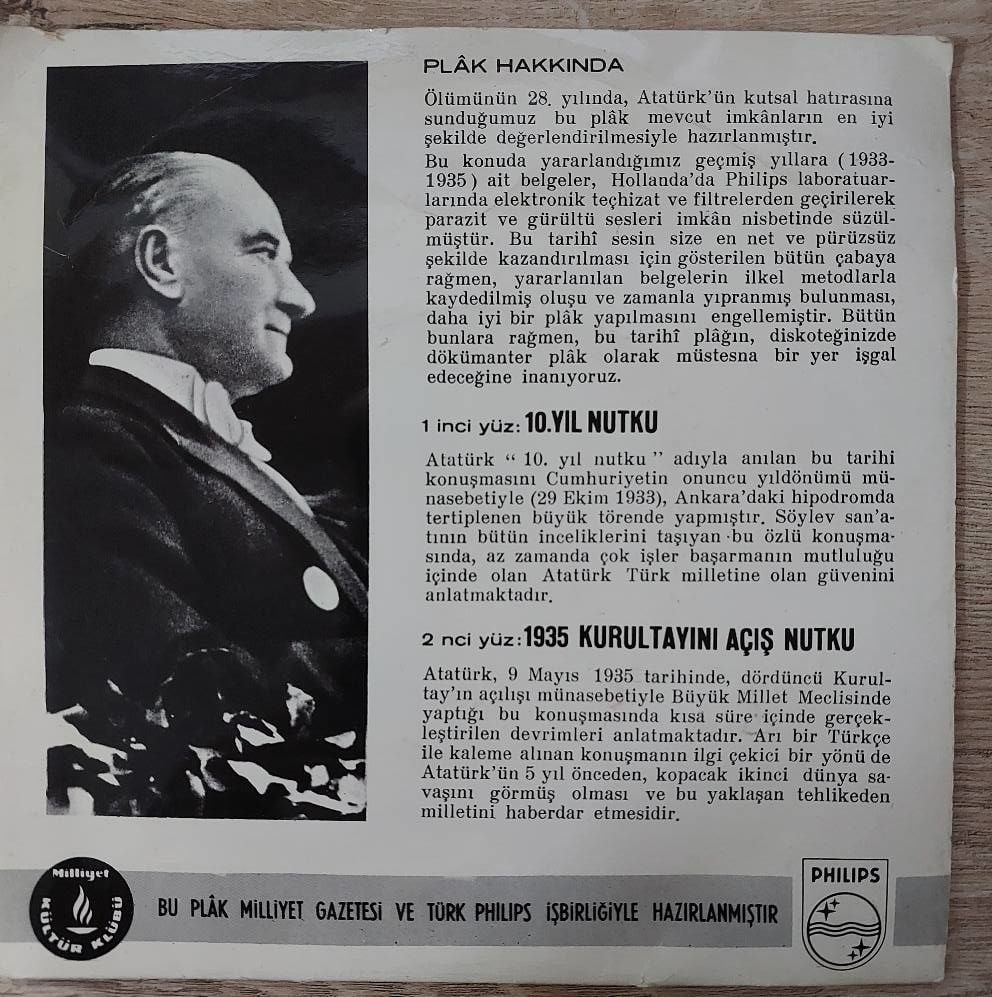 PLÂK HAKKINDA
Ölümünün 28. yılında, Atatürk'ün kutsal hatırasına
sunduğumuz bu plâk mevcut imkânların en iyi
şekilde değerlendirilmesiyle hazırlanmıştır.
Bu konuda yararlandığımız geçmiş yıllara (1933-
1935) ait belgeler, Hollanda'da Philips laboratuar-
larında elektronik teçhizat ve filtrelerden geçirilerek
parazit ve gürültü sesleri imkân nisbetinde süzül-
müştür. Bu tarihî sesin size en net ve pürüzsüz
şekilde kazandırılması için gösterilen bütün çabaya
rağmen, yararlanılan belgelerin ilkel metodlarla
kaydedilmiş oluşu ve zamanla yıpranmış bulunması,
daha iyi bir plâk yapılmasını engellemiştir. Bütün
bunlara rağmen, bu tarihî plâğın, diskoteğinizde
dökümanter plâk olarak müstesna bir yer işgal
edeceğine inanıyoruz.
1 inci yüz: 10.YIL NUTKU
Atatürk " 10. yıl nutku " adıyla anılan bu tarihi
konuşmasını Cumhuriyetin onuncu yıldönümü mü-
nasebetiyle (29 Ekim 1933), Ankara'daki hipodromda
tertiplenen büyük törende yapmıştır. Söylev san'a-
tının bütün inceliklerini taşıyan bu özlü konuşma-
sında, az zamanda çok işler başarmanın mutluluğu
içinde olan Atatürk Türk milletine olan güvenini
anlatmaktadır.
2 nci yüz: 1935 KURULTAYINI AÇIŞ NUTKU
Atatürk, 9 Mayıs 1935 tarihinde, dördüncü Kurul-
tay'ın açılışı münasebetiyle Büyük Millet Meclisinde
yaptığı bu konuşmasında kısa süre içinde gerçek-
leştirilen devrimleri anlatmaktadır. Arı bir Türkçe
ile kaleme alınan konuşmanın ilgi çekici bir yönü de
Atatürk'ün 5 yıl önceden, kopacak ikinci dünya sa-
vaşını görmüş olması ve bu yaklaşan tehlikeden
milletini haberdar etmesidir.
Milliyet
KÜLTÜR KLÜBÜ
BU PLÂK MİLLİYET GAZETESİ VE TÜRK PHILIPS İŞBİRLİĞİYLE HAZIRLANMIŞTIR
PHILIPS